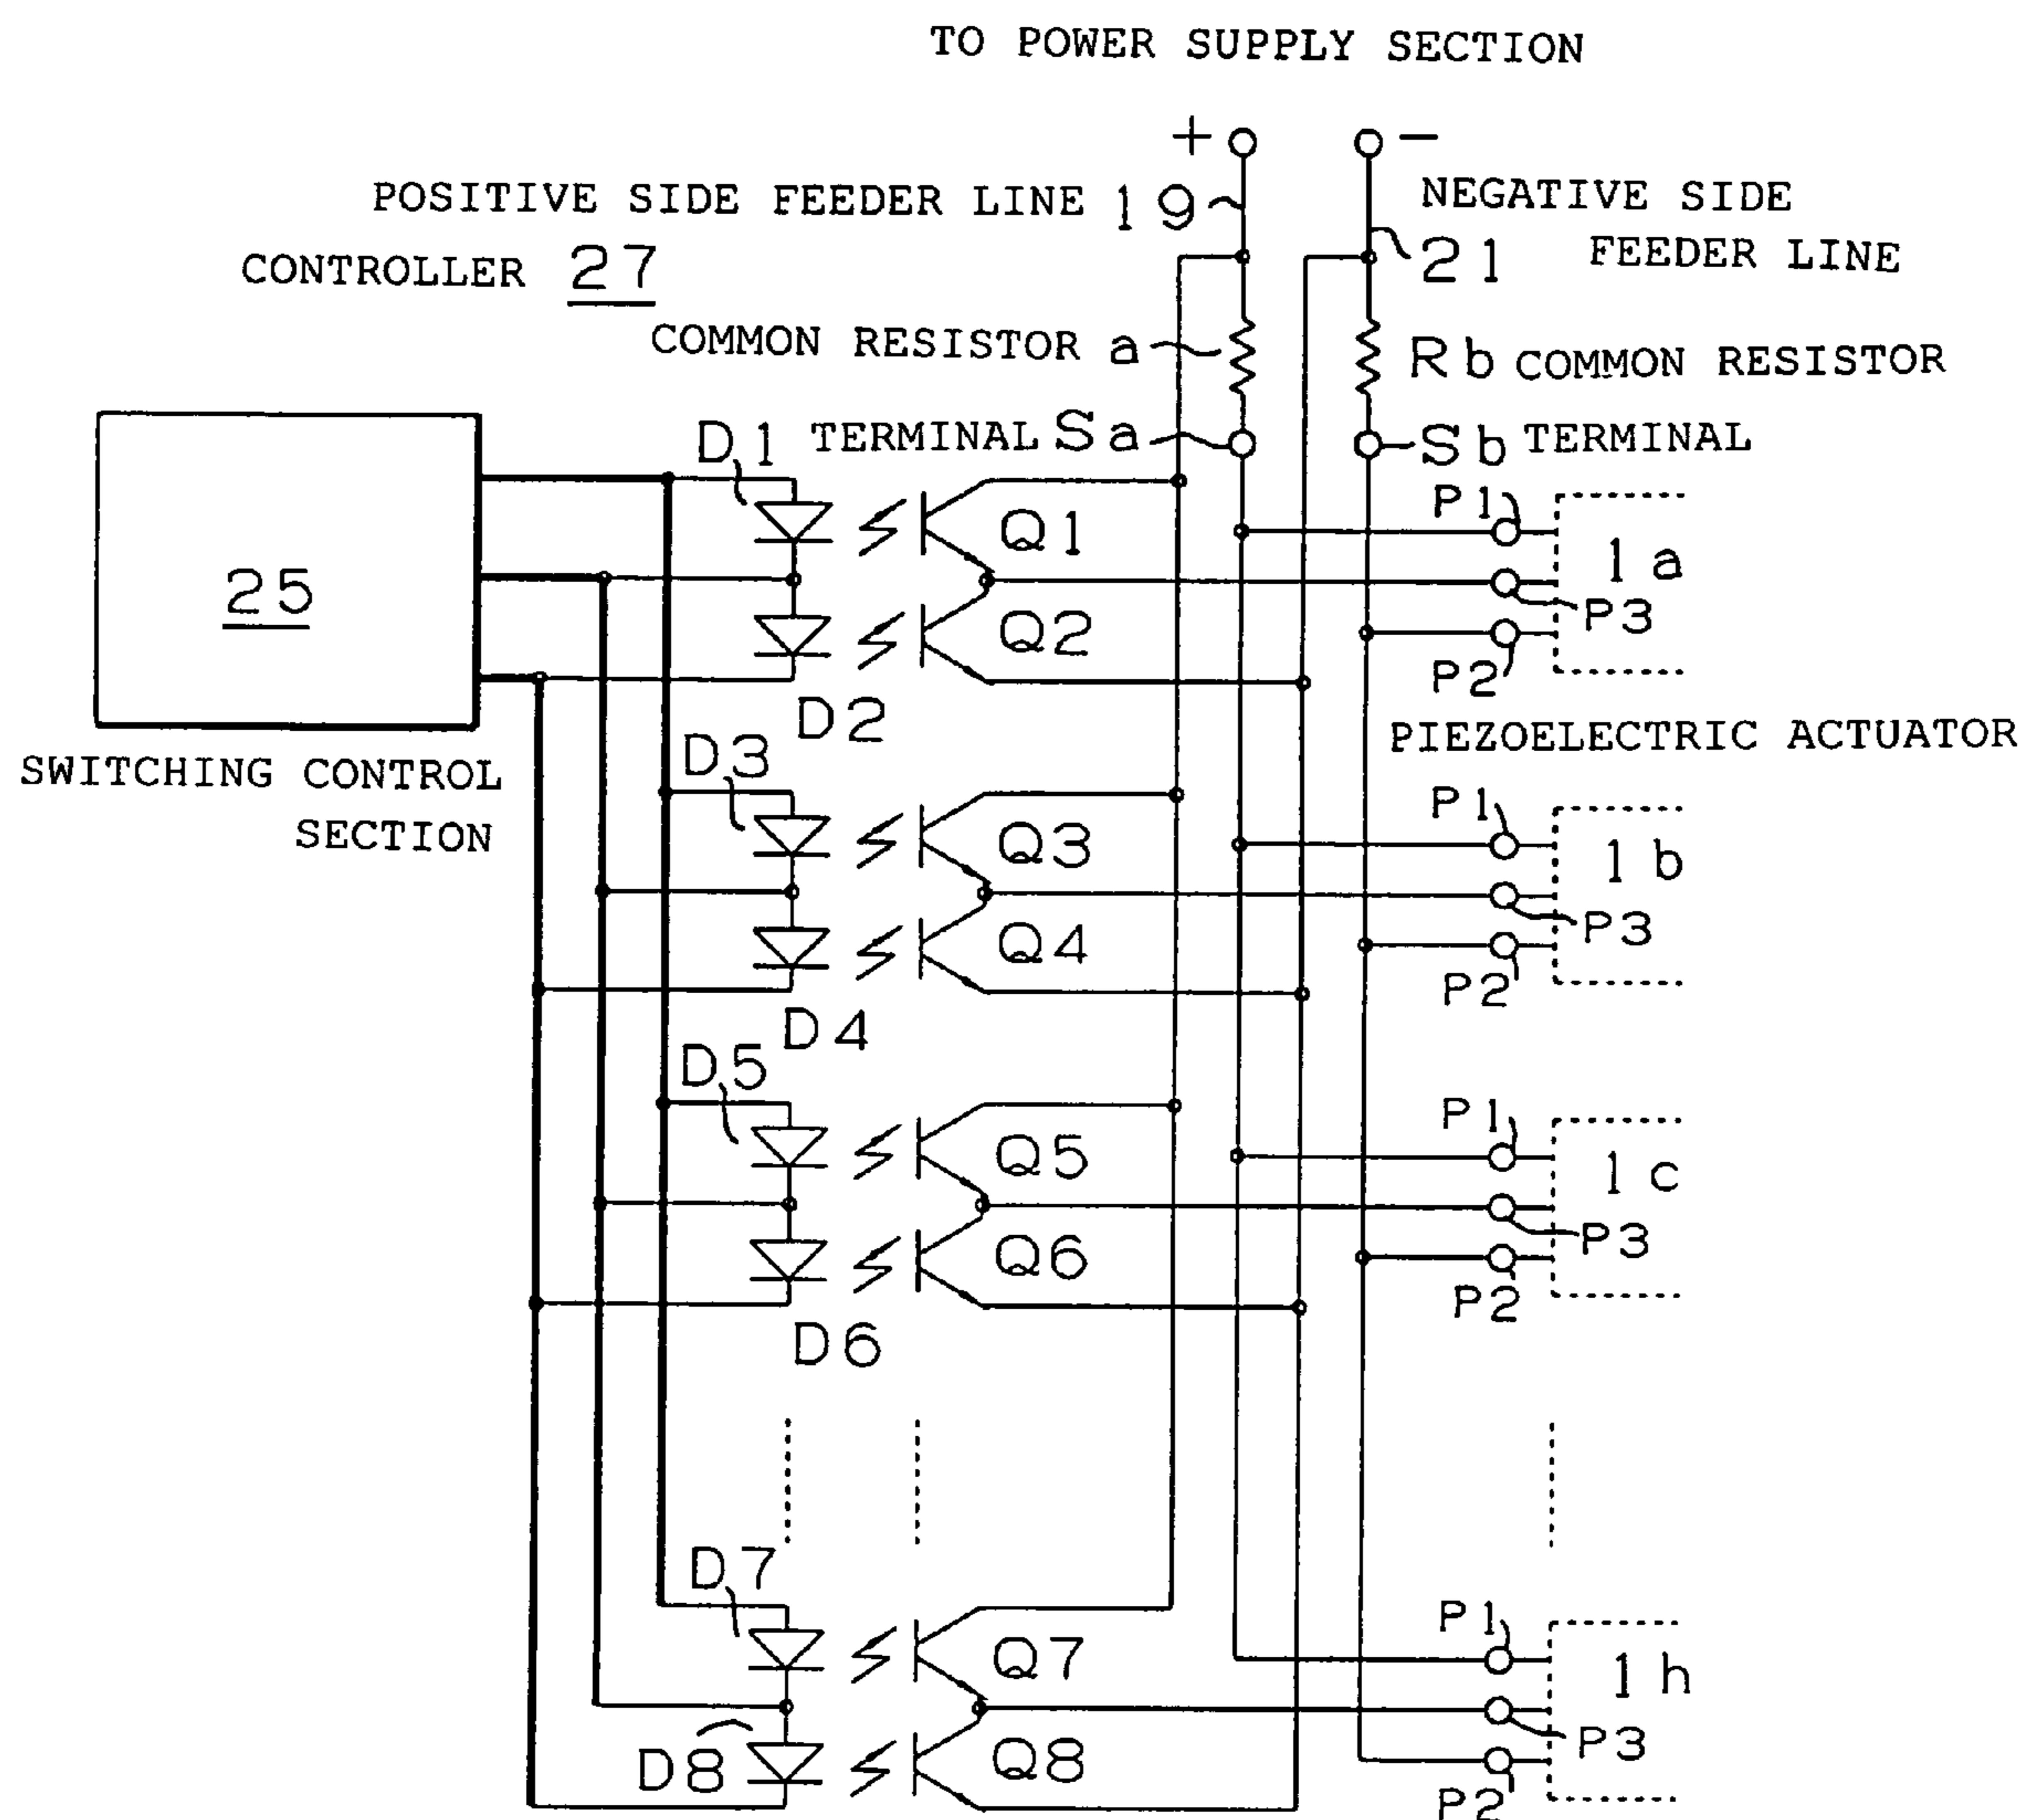 TO POWER SUPPLY SECTION
+ −
POSITIVE SIDE FEEDER LINE 19
NEGATIVE SIDE
21 FEEDER LINE
CONTROLLER 27
COMMON RESISTOR a
Rb COMMON RESISTOR
D1 TERMINAL Sa
Sb TERMINAL
25
SWITCHING CONTROL
SECTION
Q1
P1
1a
P3
Q2
P2
D2
PIEZOELECTRIC ACTUATOR
D3
P1
Q3
1b
P3
Q4
P2
D4
D5
P1
Q5
1c
P3
Q6
P2
D6
D7
P1
Q7
1h
P3
D8
Q8
P2